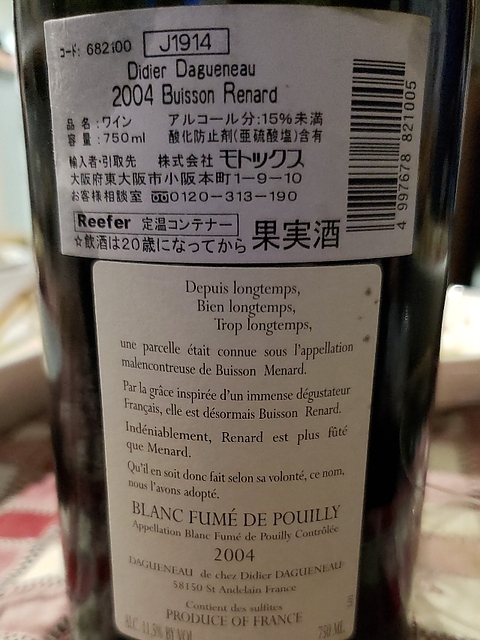 コード: 682100 J1914
Didier Dagueneau
2004 Buisson Renard
品名:ワイン アルコール分:15%未満
容量:750ml 酸化防止剤(亜硫酸塩)含有
輸入者・引取先 株式会社 モトックス
大阪府東大阪市小阪本町1-9-10
お客様相談室 0120-313-190
Reefer 定温コンテナー
☆飲酒は20歳になってから 果実酒
4 997678 821005
Depuis longtemps,
Bien longtemps,
Trop longtemps,
une parcelle était connue sous l'appellation
malencontreuse de Buisson Menard.
Par la grâce inspirée d'un immense dégustateur
Français, elle est désormais Buisson Renard.
Indéniablement, Renard est plus fûté
que Menard.
Qu'il en soit donc fait selon sa volonté, ce nom,
nous l'avons adopté.
BLANC FUMÉ DE POUILLY
Appellation Blanc Fumé de Pouilly Contrôlée
2004
DAGUENEAU de chez Didier DAGUENEAU
58150 St Andelain France
Contient des sulfites
PRODUCE OF FRANCE
ALC. 11,5% BY VOL 750 ML